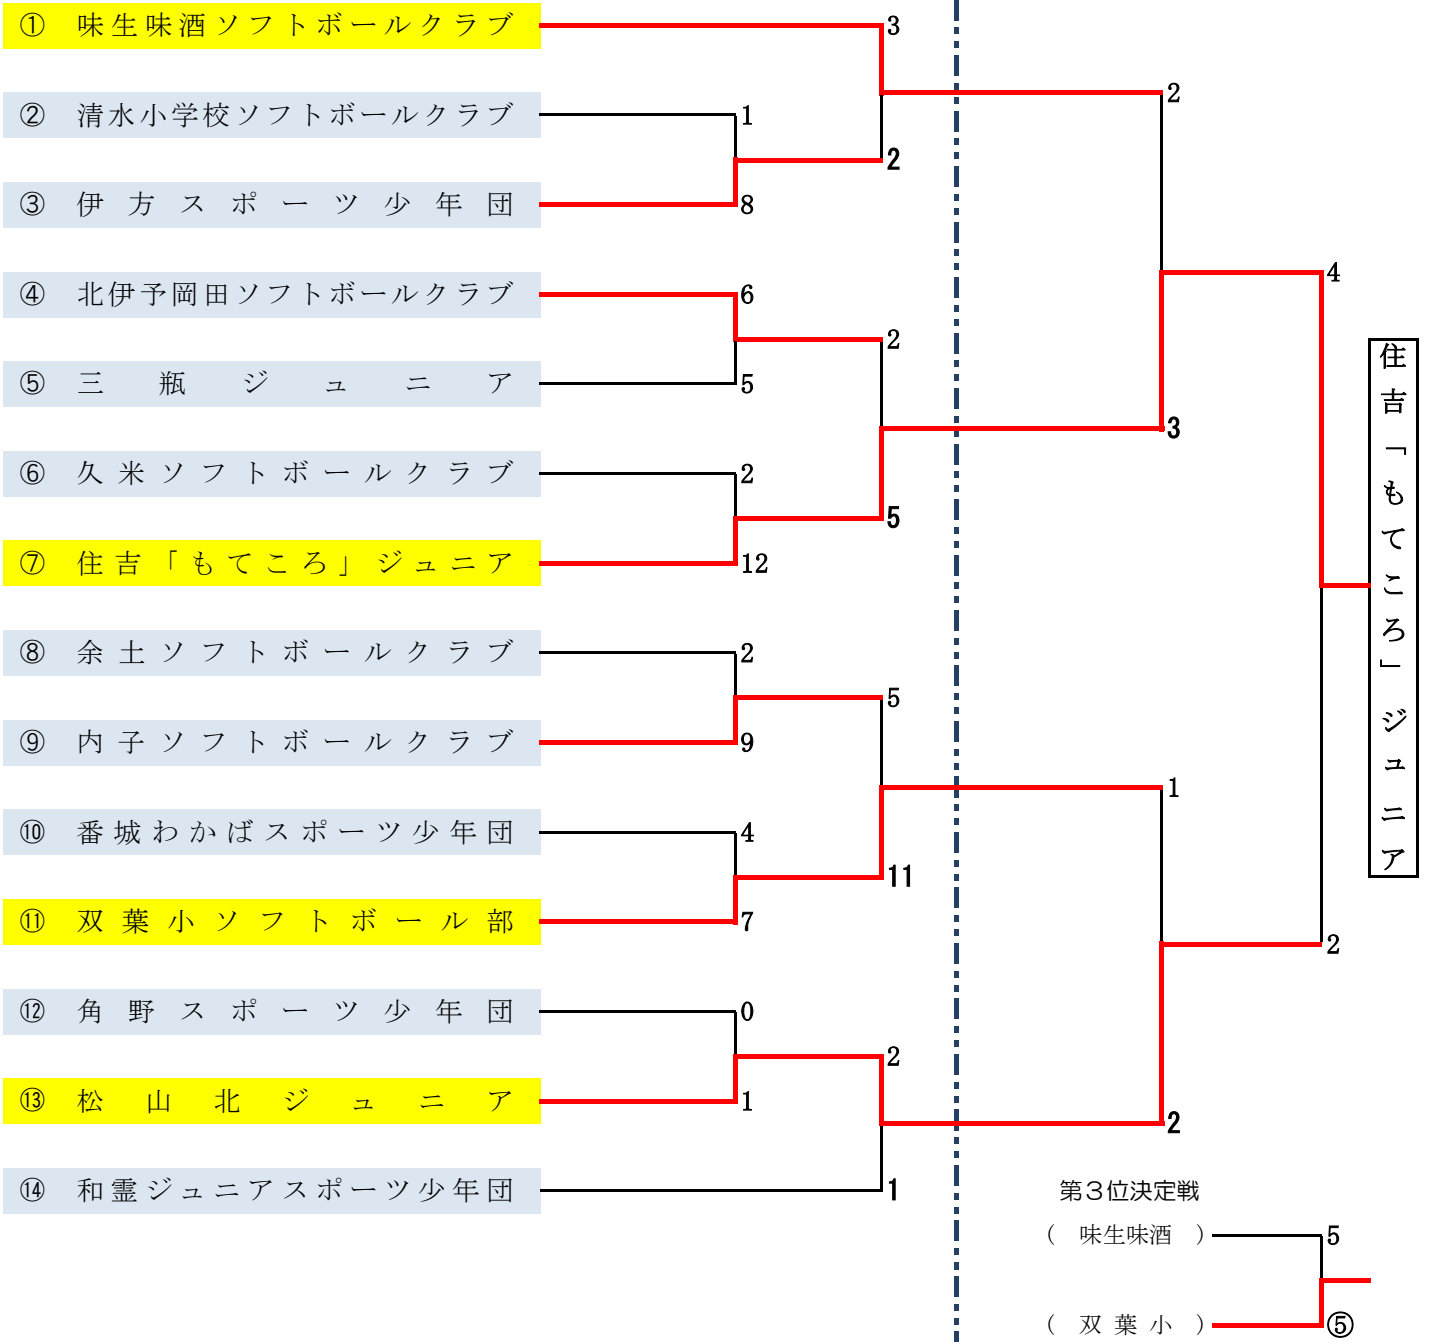 ① 味生味酒ソフトボールクラブ
② 清水小学校ソフトボールクラブ
③ 伊方スポーツ少年団
④ 北伊予岡田ソフトボールクラブ
⑤ 三瓶ジュニア
⑥ 久米ソフトボールクラブ
⑦ 住吉「もてころ」ジュニア
⑧ 余土ソフトボールクラブ
⑨ 内子ソフトボールクラブ
⑩ 番城わかばスポーツ少年団
⑪ 双葉小ソフトボール部
⑫ 角野スポーツ少年団
⑬ 松山北ジュニア
⑭ 和霊ジュニアスポーツ少年団
1
8
6
5
2
12
2
9
4
7
0
1
3
2
2
5
5
11
2
1
2
3
1
2
4
2
住吉「もてころ」ジュニア
第３位決定戦
( 味生味酒 )
5
( 双葉小 )
⑤